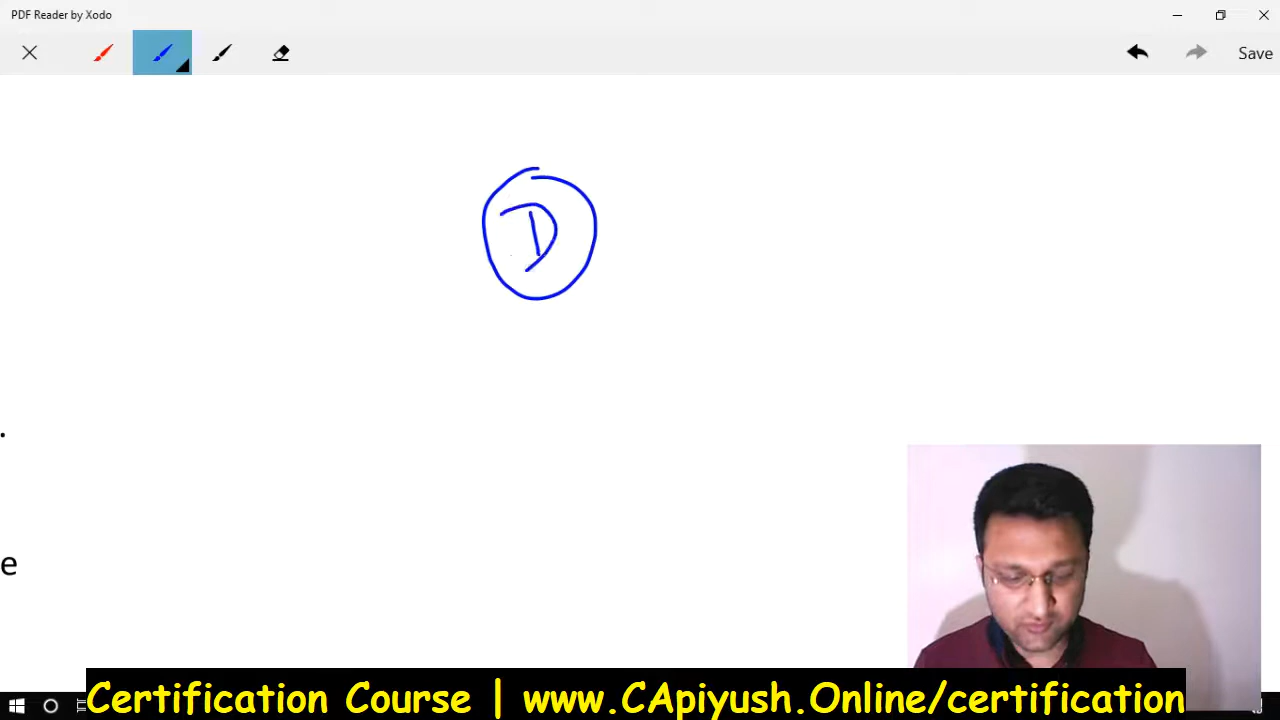 PDF Reader by Xodo
Save
D
.
e
Certification Course | www.CApiyush.Online/certification